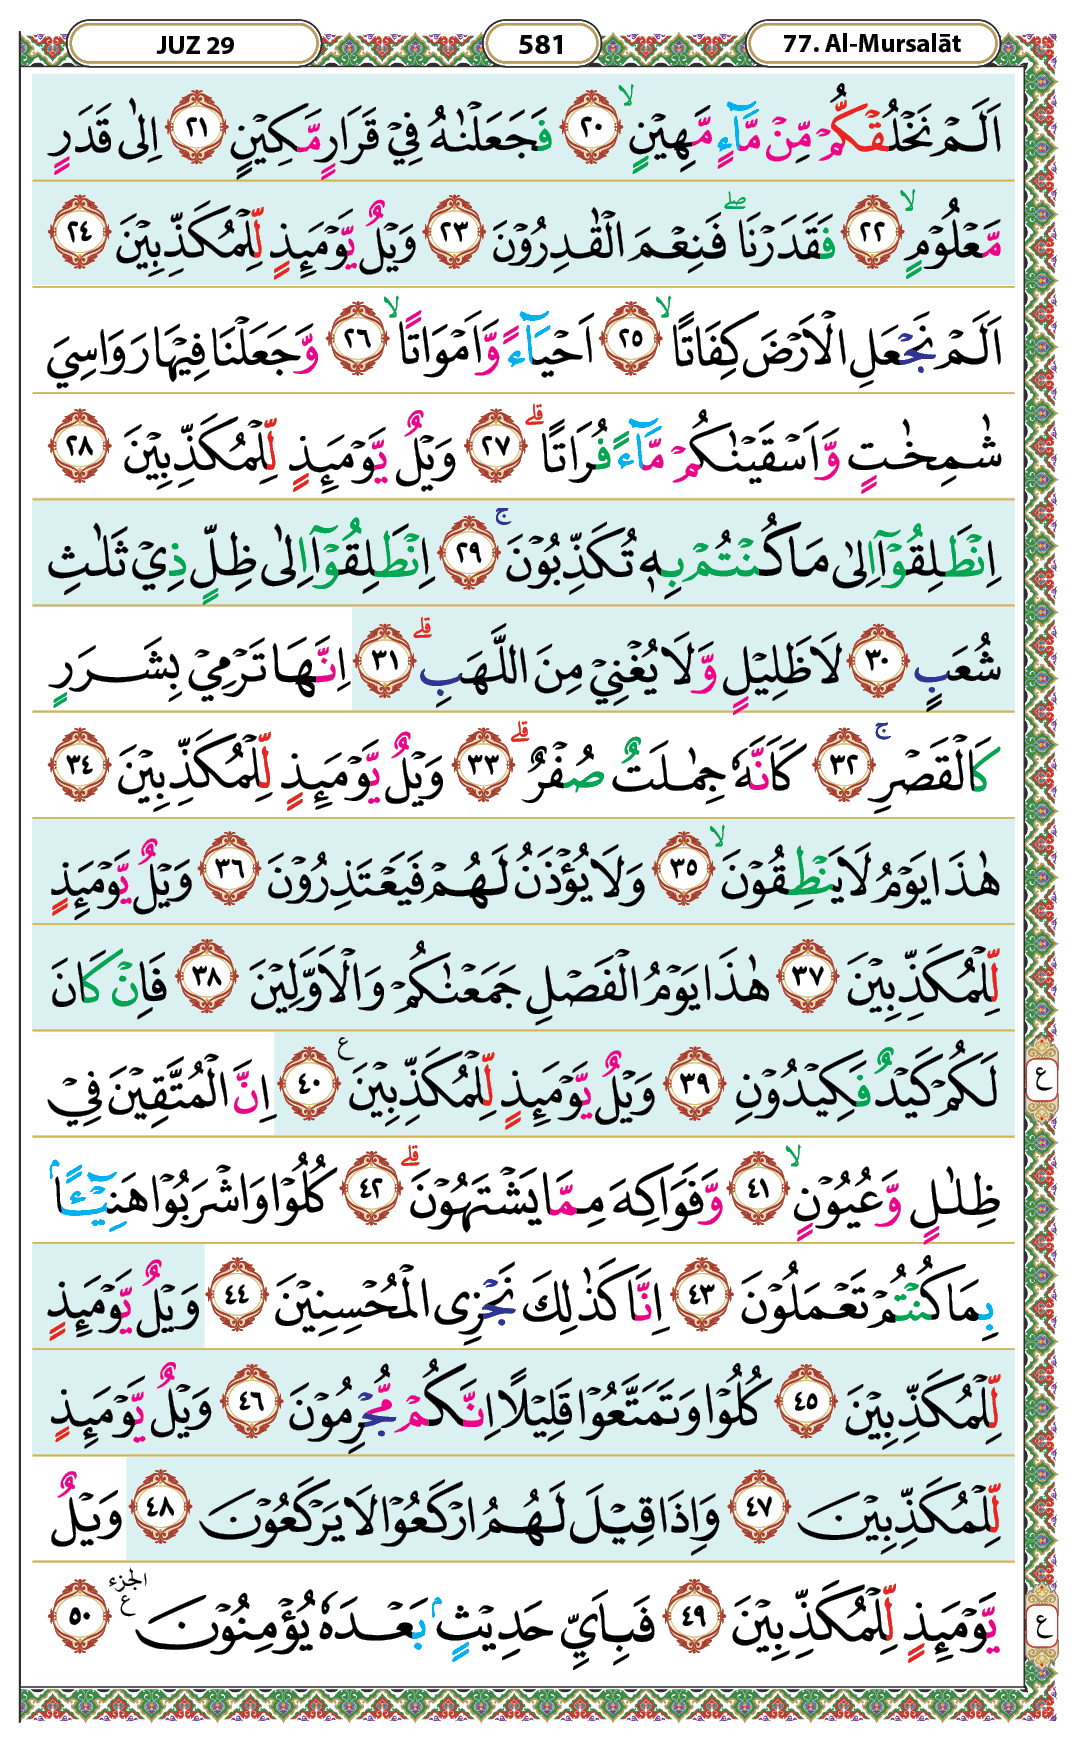 JUZ 29 581 77. Al-Mursalāt
اَلَمْ نَخْلُقْكُّمْ مِّنْ مَّآءٍ مَّهِيْنٍ ۙ ﴿٢٠﴾ فَجَعَلْنٰهُ فِيْ قَرَارٍ مَّكِيْنٍ ﴿٢١﴾ اِلٰى قَدَرٍ
مَّعْلُوْمٍ ۙ ﴿٢٢﴾ فَقَدَرْنَا ۖ فَنِعْمَ الْقٰدِرُوْنَ ﴿٢٣﴾ وَيْلٌ يَّوْمَىِٕذٍ لِّلْمُكَذِّبِيْنَ ﴿٢٤﴾
اَلَمْ نَجْعَلِ الْاَرْضَ كِفَاتًا ۙ ﴿٢٥﴾ اَحْيَآءً وَّاَمْوَاتًا ۙ ﴿٢٦﴾ وَّجَعَلْنَا فِيْهَا رَوَاسِيَ
شٰمِخٰتٍ وَّاَسْقَيْنٰكُمْ مَّآءً فُرَاتًا ۗ ﴿٢٧﴾ وَيْلٌ يَّوْمَىِٕذٍ لِّلْمُكَذِّبِيْنَ ﴿٢٨﴾
اِنْطَلِقُوْٓا اِلٰى مَا كُنْتُمْ بِهٖ تُكَذِّبُوْنَ ۚ ﴿٢٩﴾ اِنْطَلِقُوْٓا اِلٰى ظِلٍّ ذِيْ ثَلٰثِ
شُعَبٍ ﴿٣٠﴾ لَا ظَلِيْلٍ وَّلَا يُغْنِيْ مِنَ اللَّهَبِ ۗ ﴿٣١﴾ اِنَّهَا تَرْمِيْ بِشَرَرٍ
كَالْقَصْرِ ۚ ﴿٣٢﴾ كَاَنَّهٗ جِمٰلَتٌ صُفْرٌ ۗ ﴿٣٣﴾ وَيْلٌ يَّوْمَىِٕذٍ لِّلْمُكَذِّبِيْنَ ﴿٣٤﴾
هٰذَا يَوْمُ لَا يَنْطِقُوْنَ ۙ ﴿٣٥﴾ وَلَا يُؤْذَنُ لَهُمْ فَيَعْتَذِرُوْنَ ﴿٣٦﴾ وَيْلٌ يَّوْمَىِٕذٍ
لِّلْمُكَذِّبِيْنَ ﴿٣٧﴾ هٰذَا يَوْمُ الْفَصْلِ جَمَعْنٰكُمْ وَالْاَوَّلِيْنَ ﴿٣٨﴾ فَاِنْ كَانَ
لَكُمْ كَيْدٌ فَكِيْدُوْنِ ﴿٣٩﴾ وَيْلٌ يَّوْمَىِٕذٍ لِّلْمُكَذِّبِيْنَ ع ﴿٤٠﴾ اِنَّ الْمُتَّقِيْنَ فِيْ ع
ظِلٰلٍ وَّعُيُوْنٍ ۙ ﴿٤١﴾ وَّفَوَاكِهَ مِمَّا يَشْتَهُوْنَ ۗ ﴿٤٢﴾ كُلُوْا وَاشْرَبُوْا هَنِيْٓـًٔا ۢ
بِمَا كُنْتُمْ تَعْمَلُوْنَ ﴿٤٣﴾ اِنَّا كَذٰلِكَ نَجْزِى الْمُحْسِنِيْنَ ﴿٤٤﴾ وَيْلٌ يَّوْمَىِٕذٍ
لِّلْمُكَذِّبِيْنَ ﴿٤٥﴾ كُلُوْا وَتَمَتَّعُوْا قَلِيْلًا اِنَّكُمْ مُّجْرِمُوْنَ ﴿٤٦﴾ وَيْلٌ يَّوْمَىِٕذٍ
لِّلْمُكَذِّبِيْنَ ﴿٤٧﴾ وَاِذَا قِيْلَ لَهُمُ ارْكَعُوْا لَا يَرْكَعُوْنَ ﴿٤٨﴾ وَيْلٌ
يَّوْمَىِٕذٍ لِّلْمُكَذِّبِيْنَ ﴿٤٩﴾ فَبِاَيِّ حَدِيْثٍ ۢ بَعْدَهٗ يُؤْمِنُوْنَ ع الجزء ﴿٥٠﴾ ع